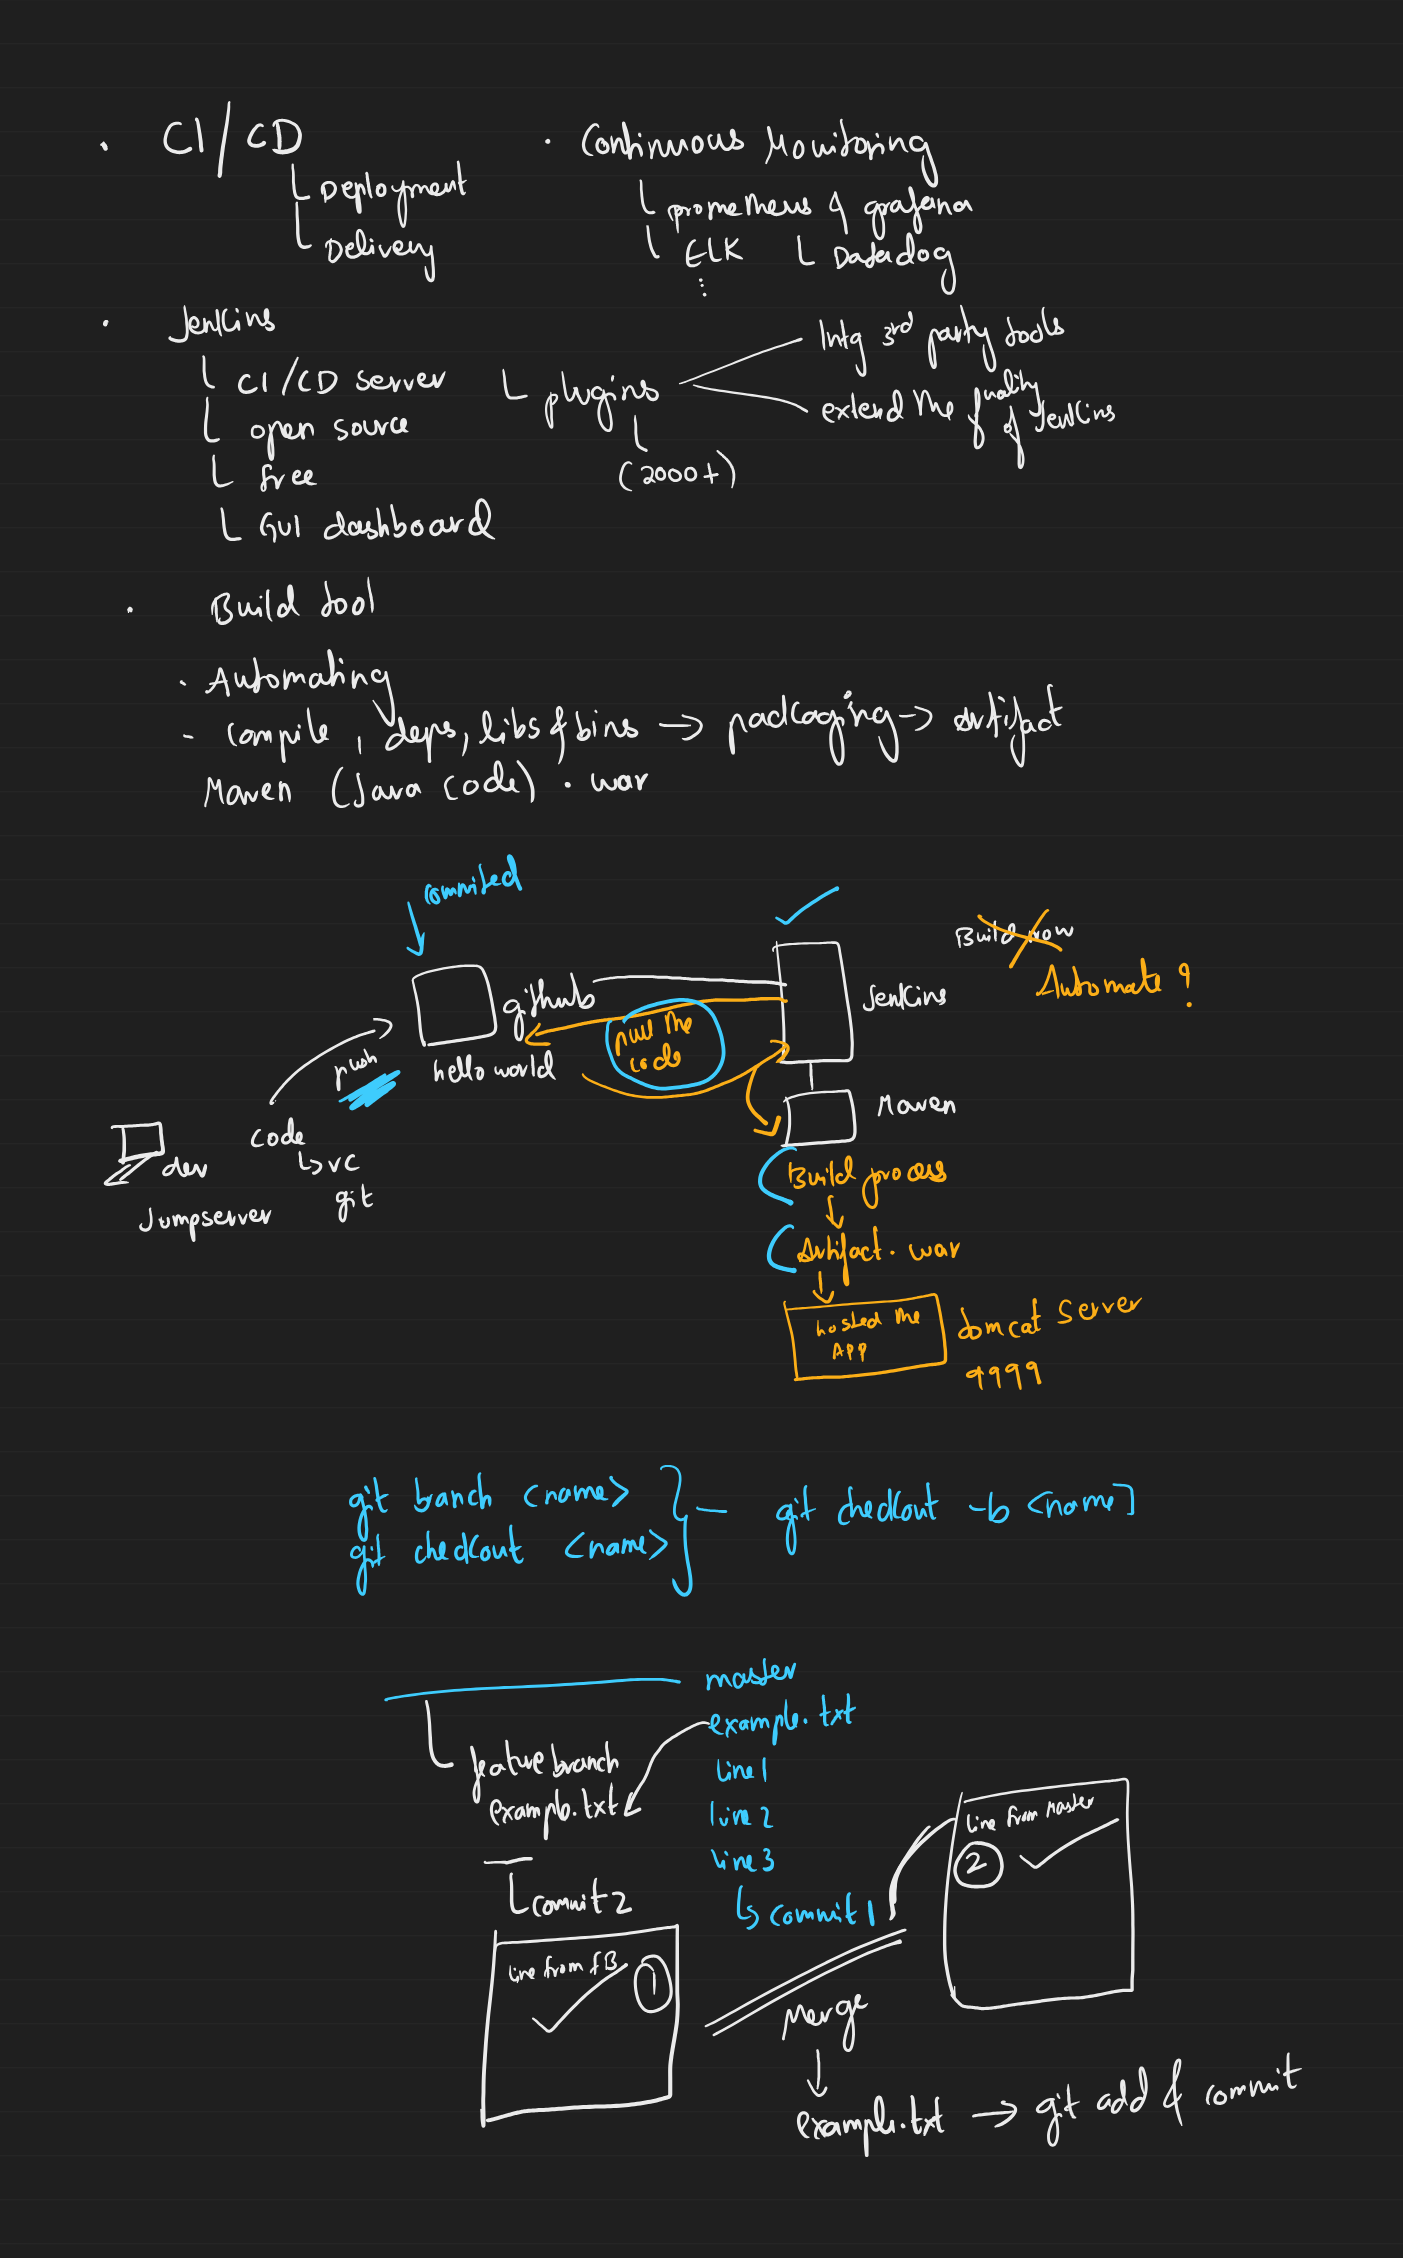 · CI/CD
└ Deployment
└ Delivery
· Continuous Monitoring
└ prometheus & grafana
└ ELK └ Datadog
⋮
· Jenkins
└ CI/CD server
└ open source
└ free
└ GUI dashboard
└ plugins
└ (2000+)
Intg 3rd party tools
extend the fnality of Jenkins
· Build tool
· Automating
- compile, deps, libs & bins → packaging → artifact
Maven (Java code) .war
commited
Build now
Automate?
github
Jenkins
pull the
code
push
hello world
Maven
code
↳ vc
git
dev
Jumpserver
Build process
↓
Artifact.war
↓
hosted the
APP
tomcat server
9999
git branch <name>
git checkout <name>
} — git checkout -b <name]
master
example.txt
line 1
line 2
line 3
↳ commit 1
feature branch
example.txt
└ commit 2
line from FB
①
line from master
②
Merge
↓
example.txt → git add & commit